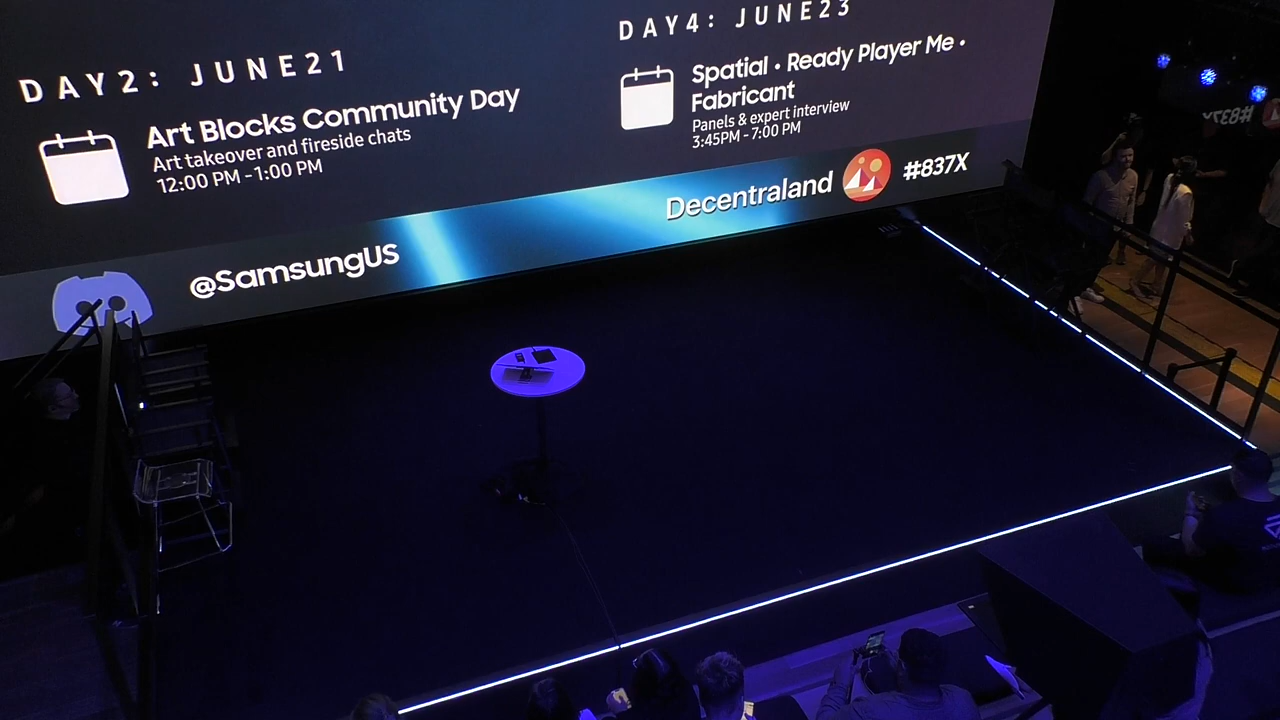 DAY2: JUNE21
Art Blocks Community Day
Art takeover and fireside chats
12:00 PM - 1:00 PM
DAY4: JUNE23
Spatial • Ready Player Me •
Fabricant
Panels & expert interview
3:45PM - 7:00 PM
@SamsungUS
Decentraland
#837X
#837X